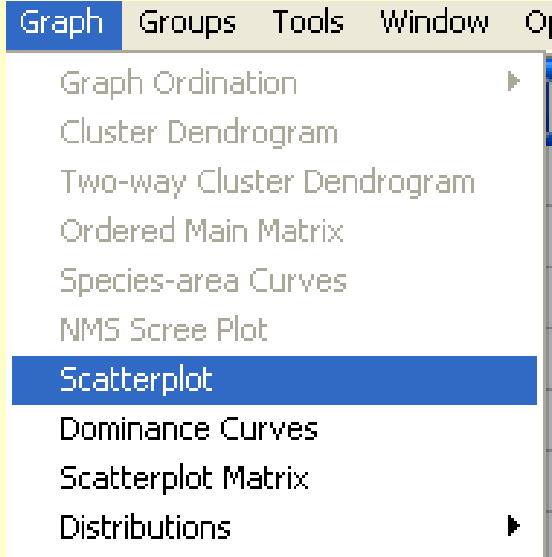 Graph Groups Tools Window Op
Graph Ordination
Cluster Dendrogram
Two-way Cluster Dendrogram
Ordered Main Matrix
Species-area Curves
NMS Scree Plot
Scatterplot
Dominance Curves
Scatterplot Matrix
Distributions